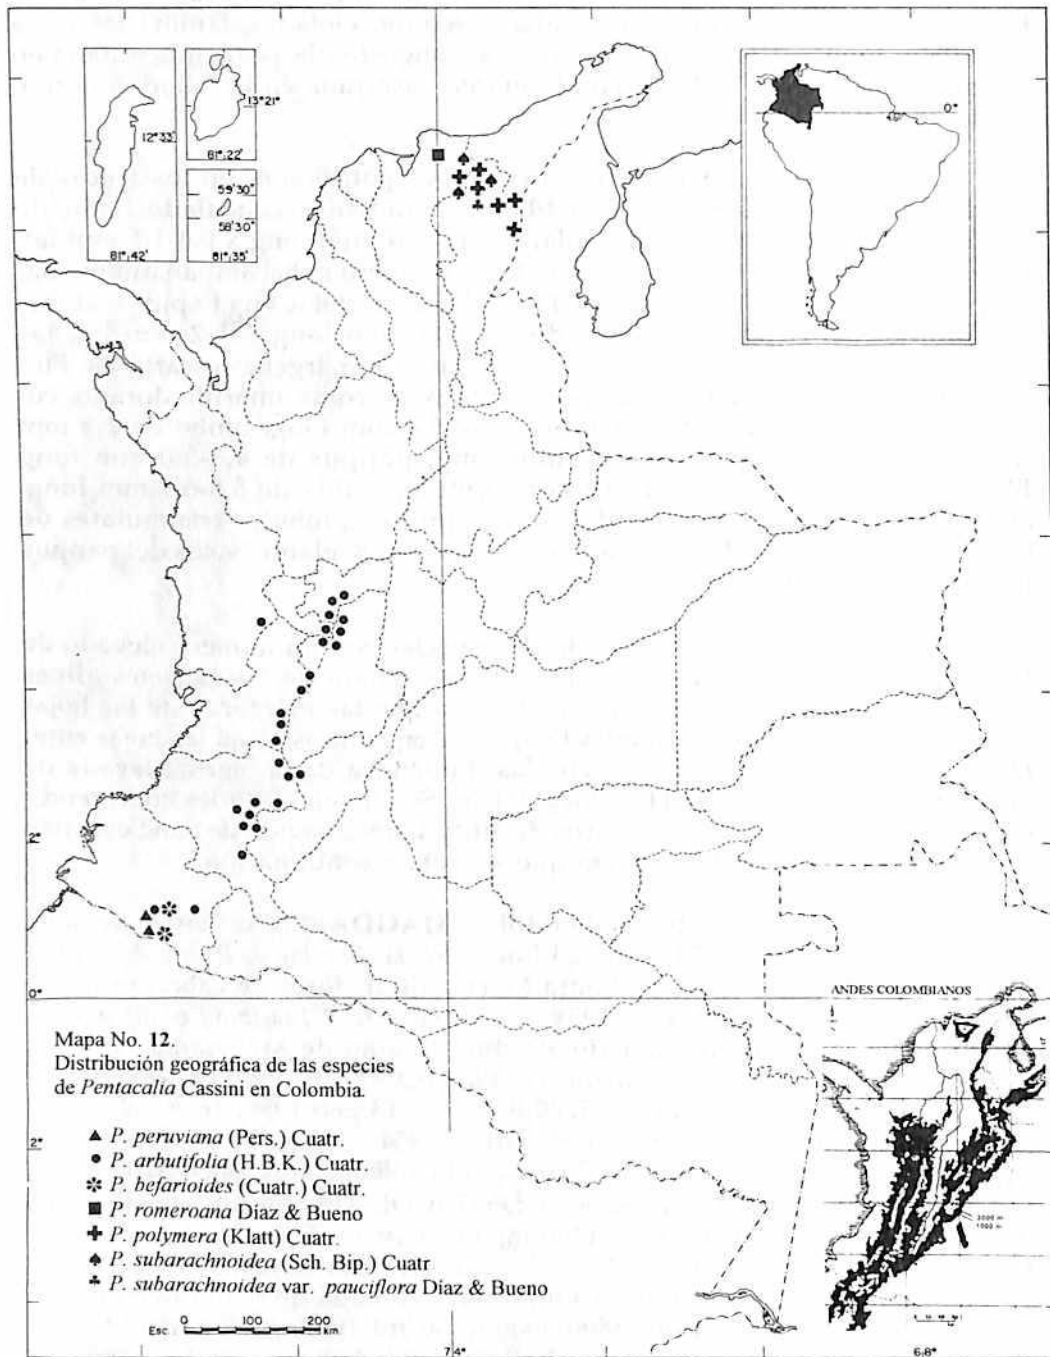 12°33'
81°42'
13°21'
81°22'
59'30"
58'30"
81°35'
0°
2°
0°
2°
Mapa No. 12.
Distribución geográfica de las especies
de Pentacalia Cassini en Colombia.
▲ P. peruviana (Pers.) Cuatr.
● P. arbutifolia (H.B.K.) Cuatr.
✼ P. befarioides (Cuatr.) Cuatr.
■ P. romeroana Díaz & Bueno
✚ P. polymera (Klatt) Cuatr.
♠ P. subarachnoidea (Sch. Bip.) Cuatr
♣ P. subarachnoidea var. pauciflora Díaz & Bueno
Esc. 0 100 200 km
74°
68°
ANDES COLOMBIANOS
3000 m
1000 m